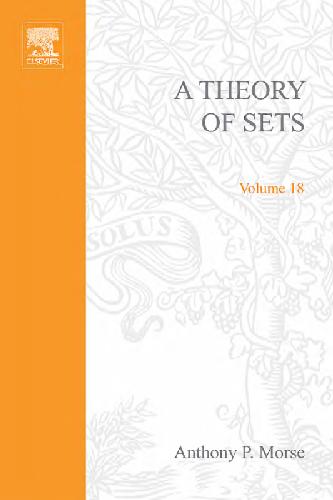 ELSEVIER
A THEORY
OF SETS
Volume 18
SOLUS
Anthony P. Morse